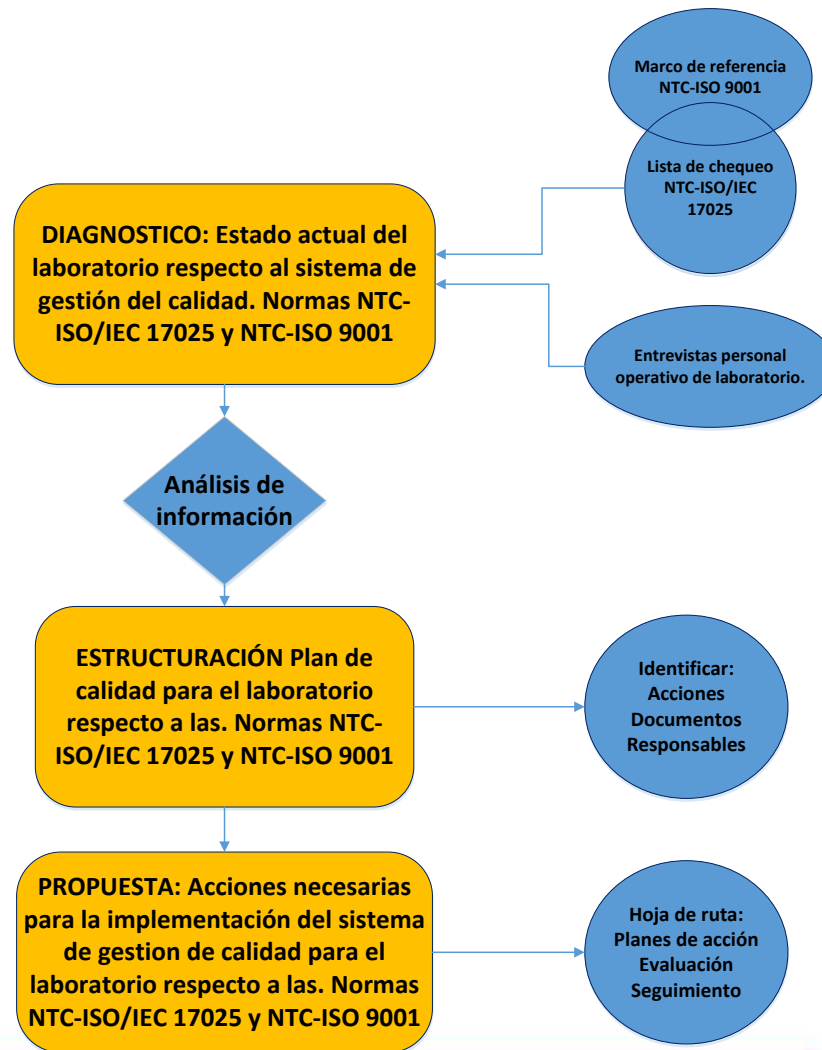 Marco de referencia
NTC-ISO 9001
Lista de chequeo
NTC-ISO/IEC
17025
DIAGNOSTICO: Estado actual del
laboratorio respecto al sistema de
gestión del calidad. Normas NTC-
ISO/IEC 17025 y NTC-ISO 9001
Entrevistas personal
operativo de laboratorio.
Análisis de
información
ESTRUCTURACIÓN Plan de
calidad para el laboratorio
respecto a las. Normas NTC-
ISO/IEC 17025 y NTC-ISO 9001
Identificar:
Acciones
Documentos
Responsables
PROPUESTA: Acciones necesarias
para la implementación del sistema
de gestion de calidad para el
laboratorio respecto a las. Normas
NTC-ISO/IEC 17025 y NTC-ISO 9001
Hoja de ruta:
Planes de acción
Evaluación
Seguimiento